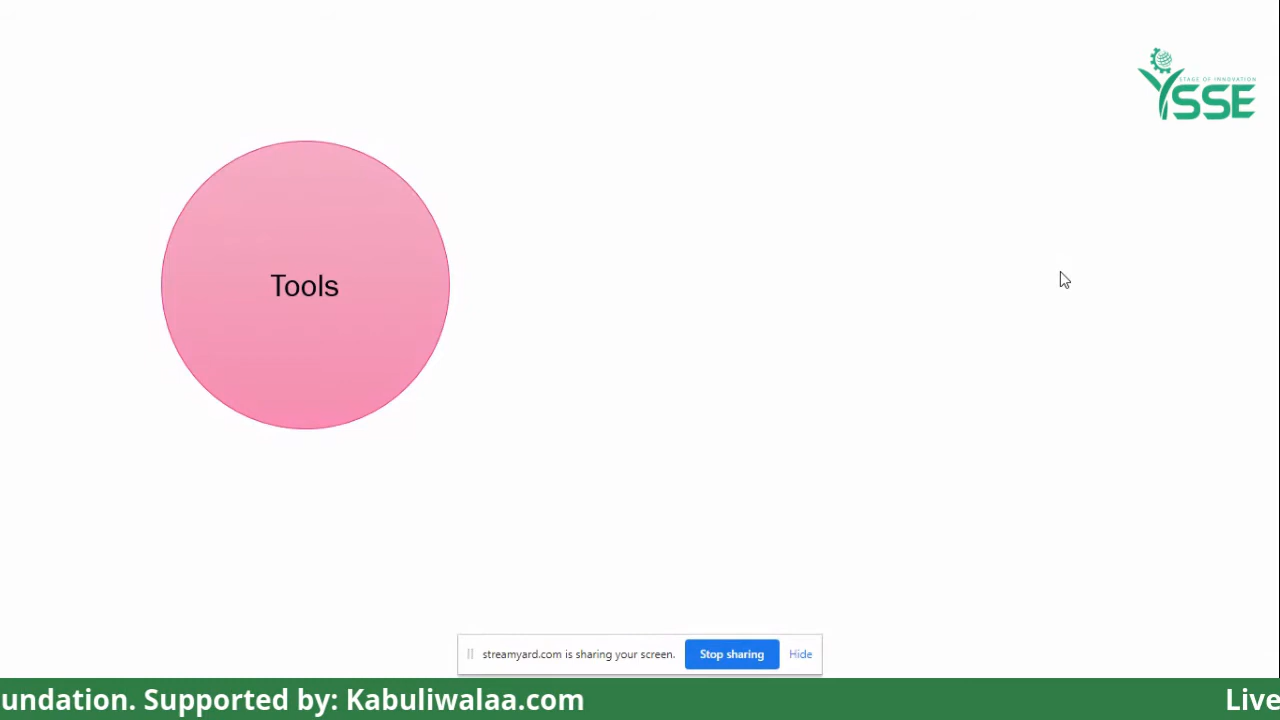 STAGE OF INNOVATION
YSSE
Tools
streamyard.com is sharing your screen.
Stop sharing
Hide
undation. Supported by: Kabuliwalaa.com
Live